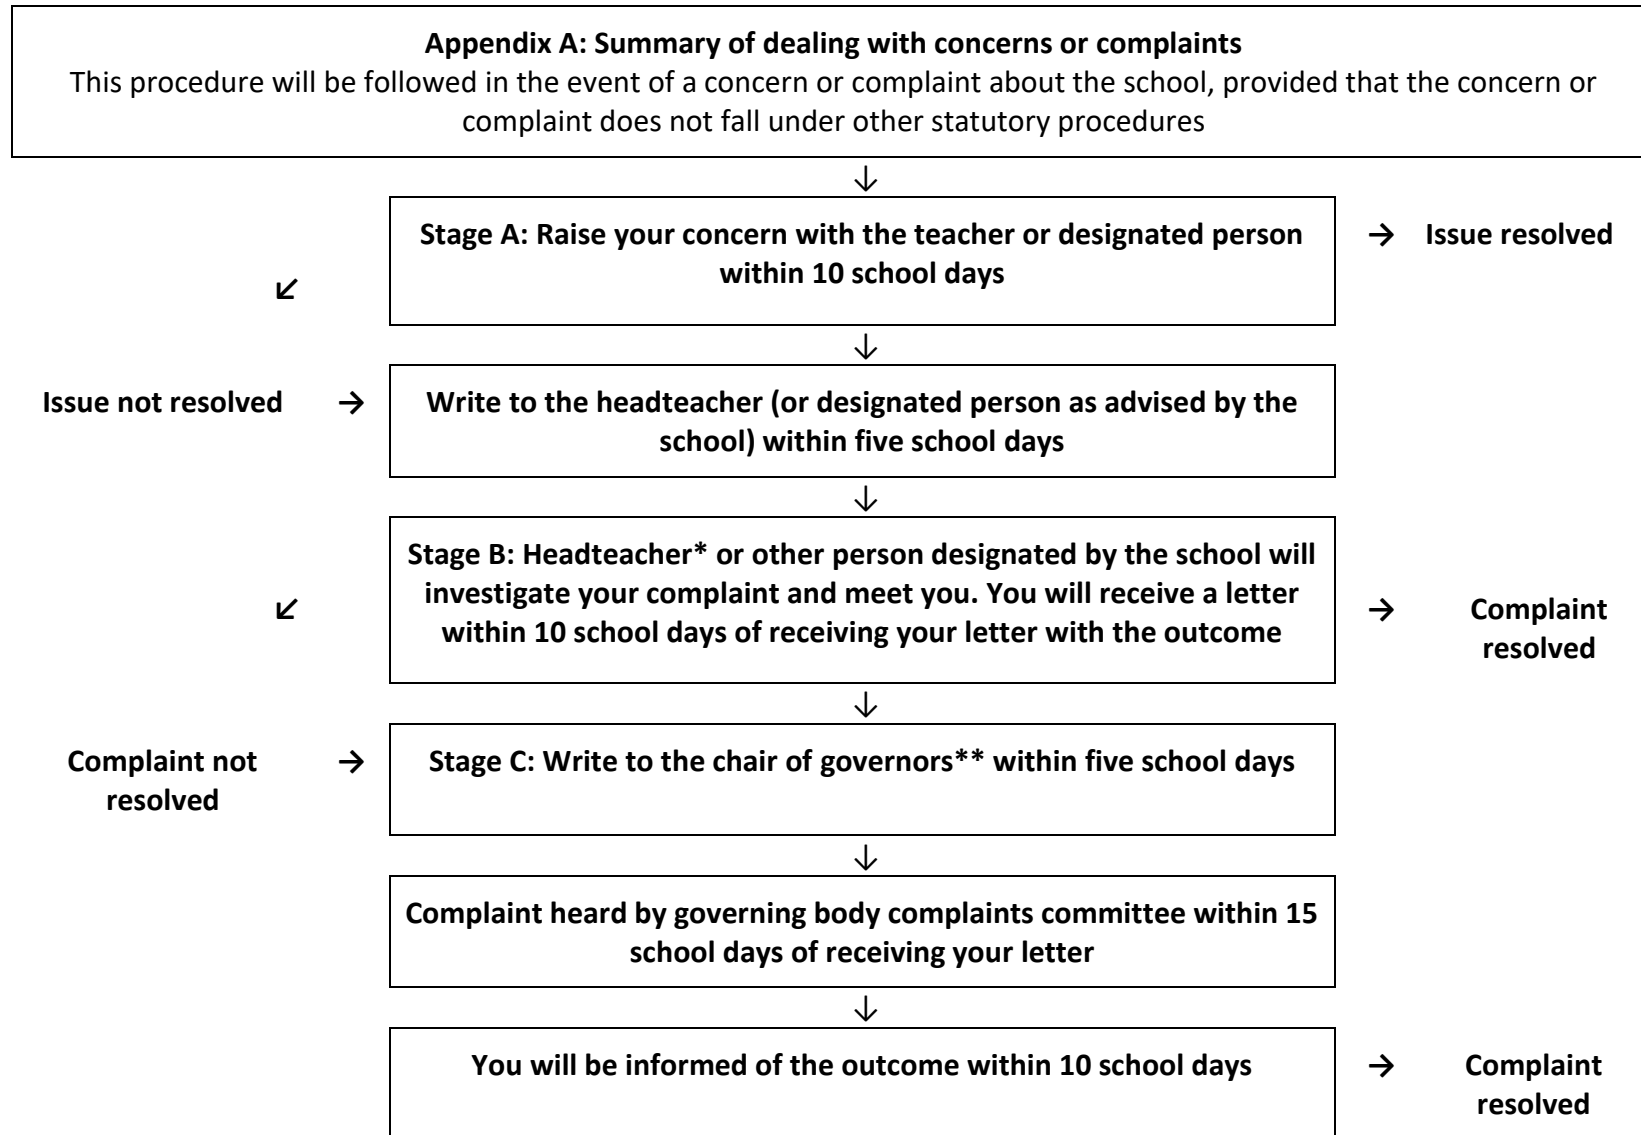 Appendix A: Summary of dealing with concerns or complaints
This procedure will be followed in the event of a concern or complaint about the school, provided that the concern or
complaint does not fall under other statutory procedures
↓
Stage A: Raise your concern with the teacher or designated person
within 10 school days
→ Issue resolved
↙
↓
Issue not resolved →
Write to the headteacher (or designated person as advised by the
school) within five school days
↓
Stage B: Headteacher* or other person designated by the school will
investigate your complaint and meet you. You will receive a letter
within 10 school days of receiving your letter with the outcome
→ Complaint
resolved
↙
↓
Complaint not →
resolved
Stage C: Write to the chair of governors** within five school days
↓
Complaint heard by governing body complaints committee within 15
school days of receiving your letter
↓
You will be informed of the outcome within 10 school days
→ Complaint
resolved